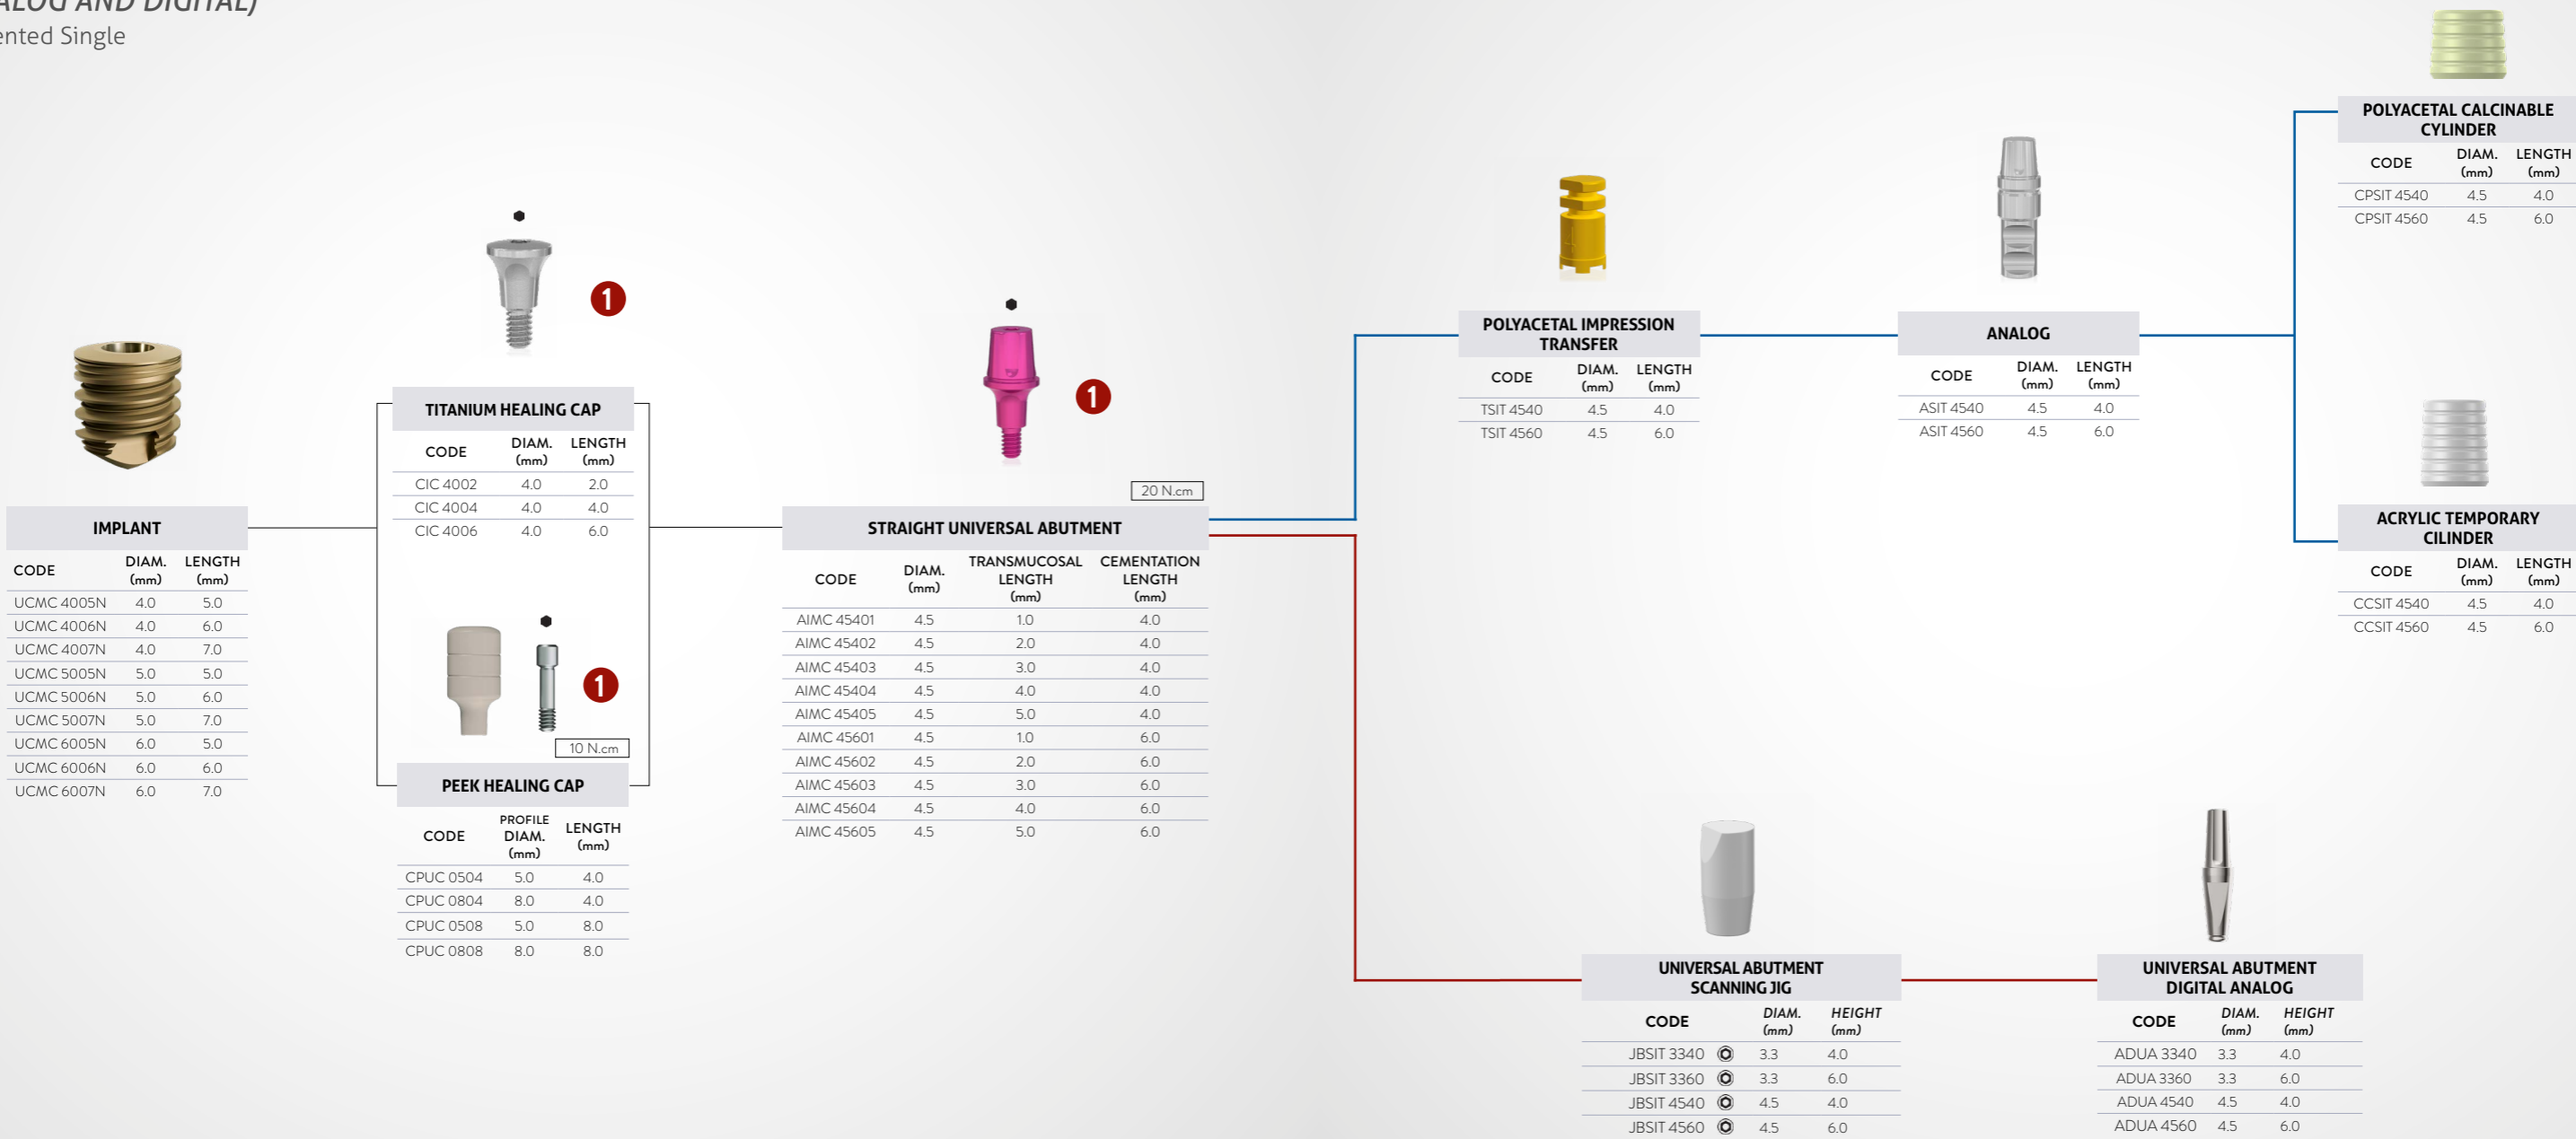 ALOG AND DIGITAL)
ented Single
IMPLANT
CODE DIAM. (mm) LENGTH (mm)
UCMC 4005N 4.0 5.0
UCMC 4006N 4.0 6.0
UCMC 4007N 4.0 7.0
UCMC 5005N 5.0 5.0
UCMC 5006N 5.0 6.0
UCMC 5007N 5.0 7.0
UCMC 6005N 6.0 5.0
UCMC 6006N 6.0 6.0
UCMC 6007N 6.0 7.0
1
TITANIUM HEALING CAP
CODE DIAM. (mm) LENGTH (mm)
CIC 4002 4.0 2.0
CIC 4004 4.0 4.0
CIC 4006 4.0 6.0
1
10 N.cm
PEEK HEALING CAP
CODE PROFILE DIAM. (mm) LENGTH (mm)
CPUC 0504 5.0 4.0
CPUC 0804 8.0 4.0
CPUC 0508 5.0 8.0
CPUC 0808 8.0 8.0
1
20 N.cm
STRAIGHT UNIVERSAL ABUTMENT
CODE DIAM. (mm) TRANSMUCOSAL LENGTH (mm) CEMENTATION LENGTH (mm)
AIMC 45401 4.5 1.0 4.0
AIMC 45402 4.5 2.0 4.0
AIMC 45403 4.5 3.0 4.0
AIMC 45404 4.5 4.0 4.0
AIMC 45405 4.5 5.0 4.0
AIMC 45601 4.5 1.0 6.0
AIMC 45602 4.5 2.0 6.0
AIMC 45603 4.5 3.0 6.0
AIMC 45604 4.5 4.0 6.0
AIMC 45605 4.5 5.0 6.0
POLYACETAL IMPRESSION
TRANSFER
CODE DIAM. (mm) LENGTH (mm)
TSIT 4540 4.5 4.0
TSIT 4560 4.5 6.0
ANALOG
CODE DIAM. (mm) LENGTH (mm)
ASIT 4540 4.5 4.0
ASIT 4560 4.5 6.0
POLYACETAL CALCINABLE
CYLINDER
CODE DIAM. (mm) LENGTH (mm)
CPSIT 4540 4.5 4.0
CPSIT 4560 4.5 6.0
ACRYLIC TEMPORARY
CILINDER
CODE DIAM. (mm) LENGTH (mm)
CCSIT 4540 4.5 4.0
CCSIT 4560 4.5 6.0
UNIVERSAL ABUTMENT
SCANNING JIG
CODE DIAM. (mm) HEIGHT (mm)
JBSIT 3340 3.3 4.0
JBSIT 3360 3.3 6.0
JBSIT 4540 4.5 4.0
JBSIT 4560 4.5 6.0
UNIVERSAL ABUTMENT
DIGITAL ANALOG
CODE DIAM. (mm) HEIGHT (mm)
ADUA 3340 3.3 4.0
ADUA 3360 3.3 6.0
ADUA 4540 4.5 4.0
ADUA 4560 4.5 6.0